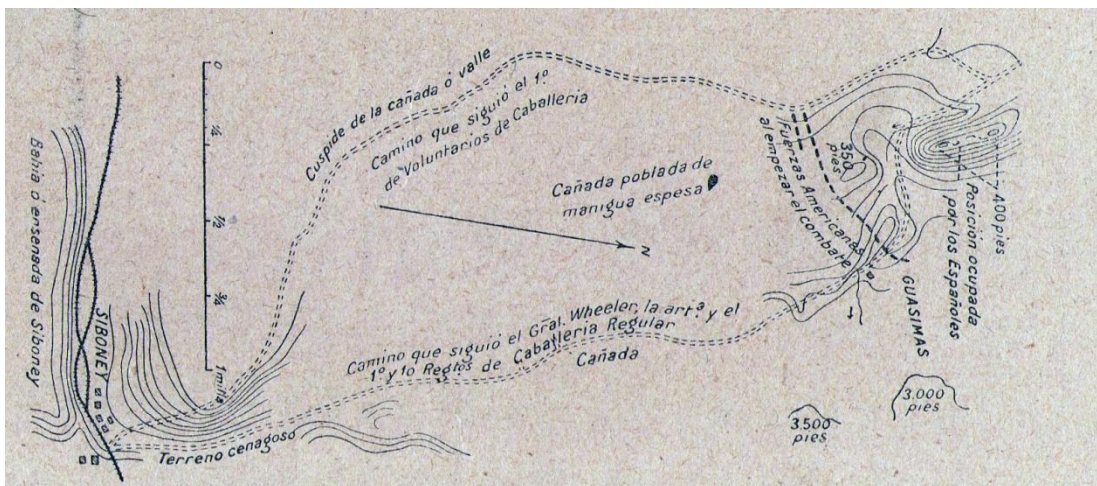 Bahia ó ensenada de Siboney
SIBONEY
0
1/4
1/2
3/4
1 milla
Cuspide de la cañada o valle
Camino que siguió el 1º
de Voluntarios de Caballeria
Cañada poblada de
manigua espesa
N
Fuerzas Americanas
al empezar el combate
350
pies
400 pies
Posición ocupada
por los Españoles
GUASIMAS
Camino que siguió el Gral. Wheeler, la artª. y el
1º y 10 Regtos de Caballeria Regular
Cañada
Terreno cenagoso
3.500
pies
3.000
pies